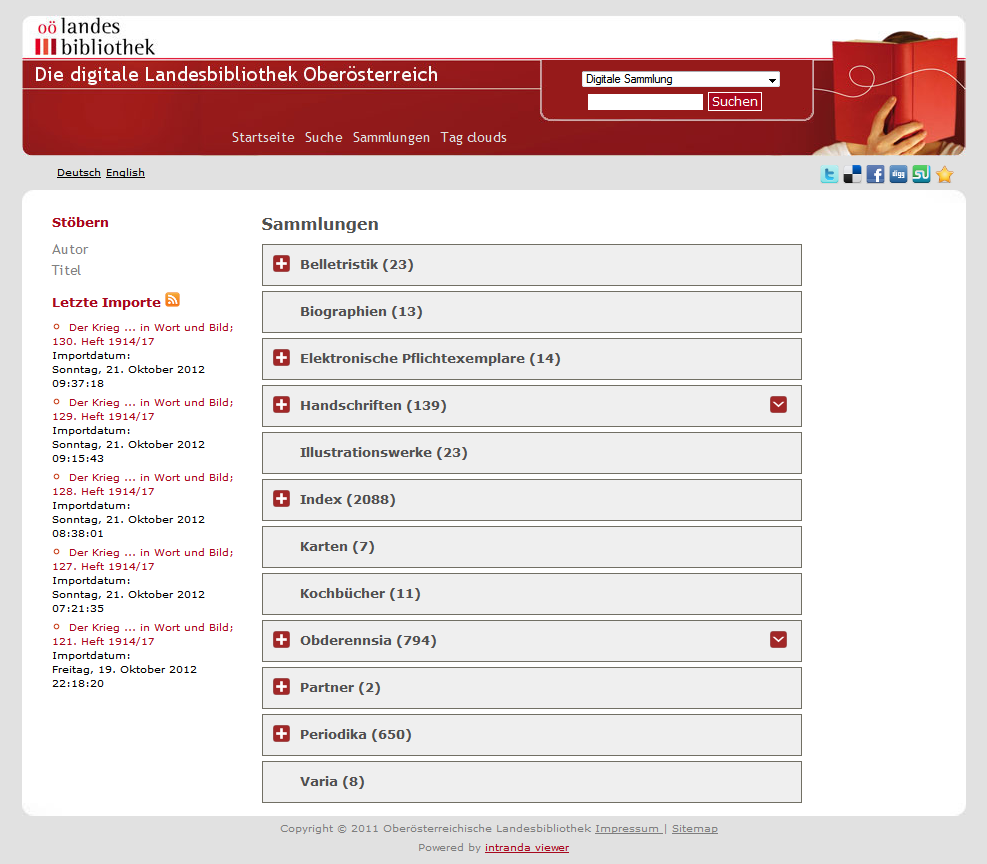 oö landes
bibliothek
Die digitale Landesbibliothek Oberösterreich
Digitale Sammlung
Suchen
Startseite Suche Sammlungen Tag clouds
Deutsch English
t f digg SU
Stöbern
Autor
Titel
Letzte Importe
Der Krieg ... in Wort und Bild;
130. Heft 1914/17
Importdatum:
Sonntag, 21. Oktober 2012
09:37:18
Der Krieg ... in Wort und Bild;
129. Heft 1914/17
Importdatum:
Sonntag, 21. Oktober 2012
09:15:43
Der Krieg ... in Wort und Bild;
128. Heft 1914/17
Importdatum:
Sonntag, 21. Oktober 2012
08:38:01
Der Krieg ... in Wort und Bild;
127. Heft 1914/17
Importdatum:
Sonntag, 21. Oktober 2012
07:21:35
Der Krieg ... in Wort und Bild;
121. Heft 1914/17
Importdatum:
Freitag, 19. Oktober 2012
22:18:20
Sammlungen
Belletristik (23)
Biographien (13)
Elektronische Pflichtexemplare (14)
Handschriften (139)
Illustrationswerke (23)
Index (2088)
Karten (7)
Kochbücher (11)
Obderennsia (794)
Partner (2)
Periodika (650)
Varia (8)
Copyright © 2011 Oberösterreichische Landesbibliothek Impressum | Sitemap
Powered by intranda viewer